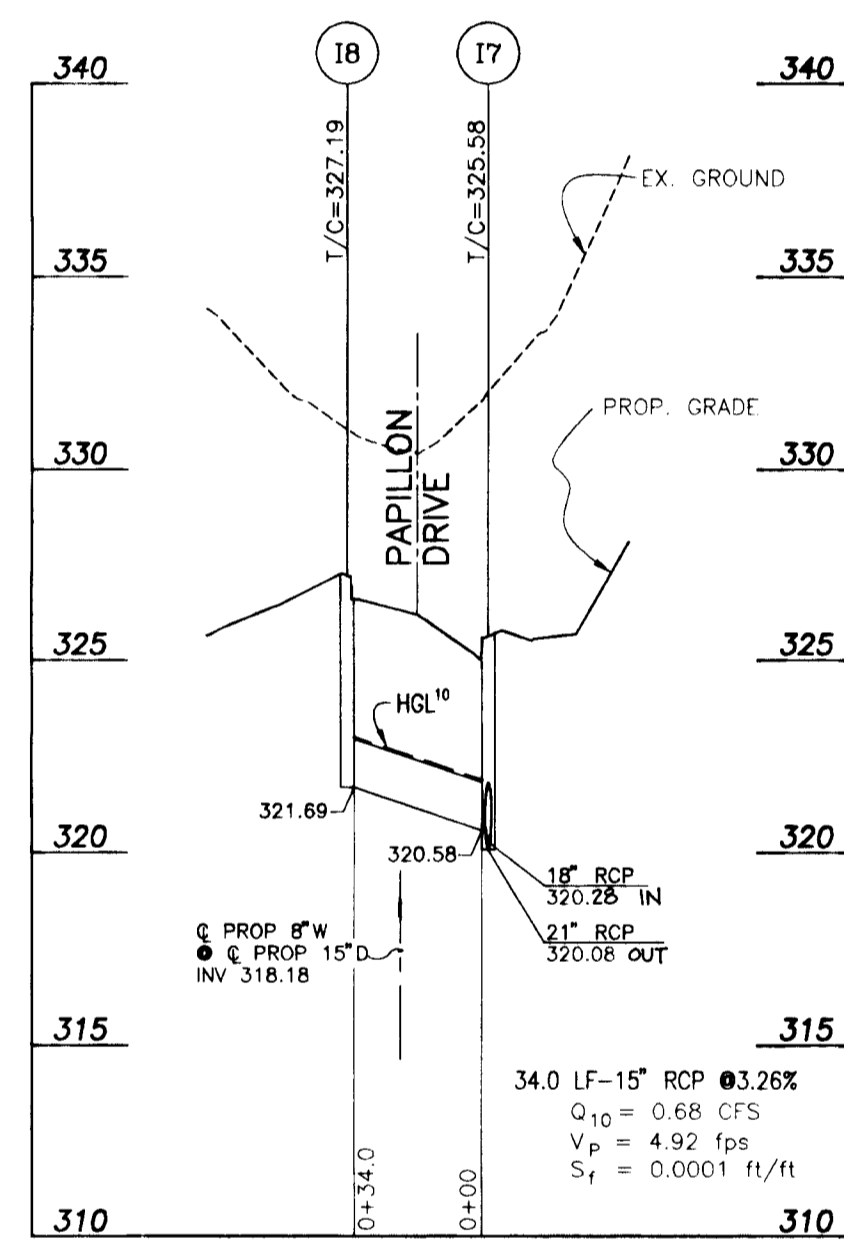 I8 I7
340 340
T/C=327.19
T/C=325.58
EX. GROUND
335 335
PROP. GRADE
330 330
PAPILLON
DRIVE
325 325
HGL10
321.69
320 320
320.58
18" RCP
320.28 IN
21" RCP
320.08 OUT
℄ PROP 8"W
@ ℄ PROP 15"D
INV 318.18
315 315
34.0 LF-15" RCP @3.26%
Q10 = 0.68 CFS
VP = 4.92 fps
Sf = 0.0001 ft/ft
0+34.0
0+00
310 310